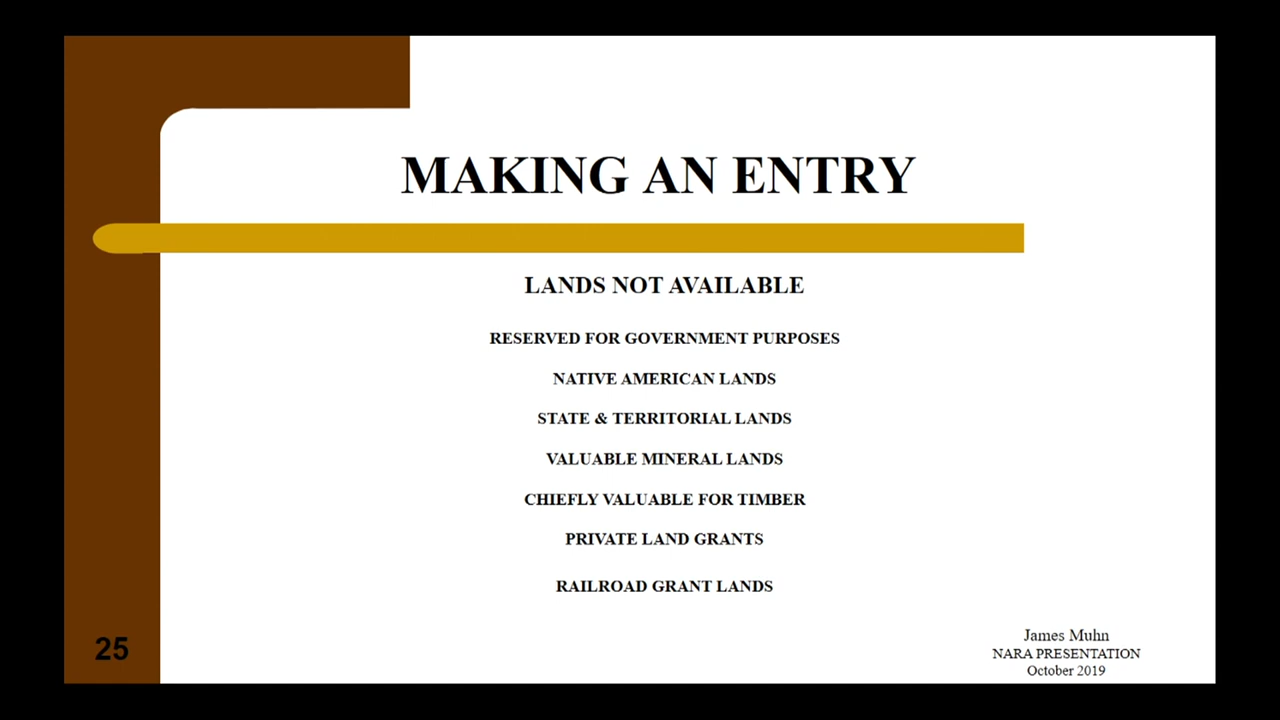 MAKING AN ENTRY
LANDS NOT AVAILABLE
RESERVED FOR GOVERNMENT PURPOSES
NATIVE AMERICAN LANDS
STATE & TERRITORIAL LANDS
VALUABLE MINERAL LANDS
CHIEFLY VALUABLE FOR TIMBER
PRIVATE LAND GRANTS
RAILROAD GRANT LANDS
25
James Muhn
NARA PRESENTATION
October 2019